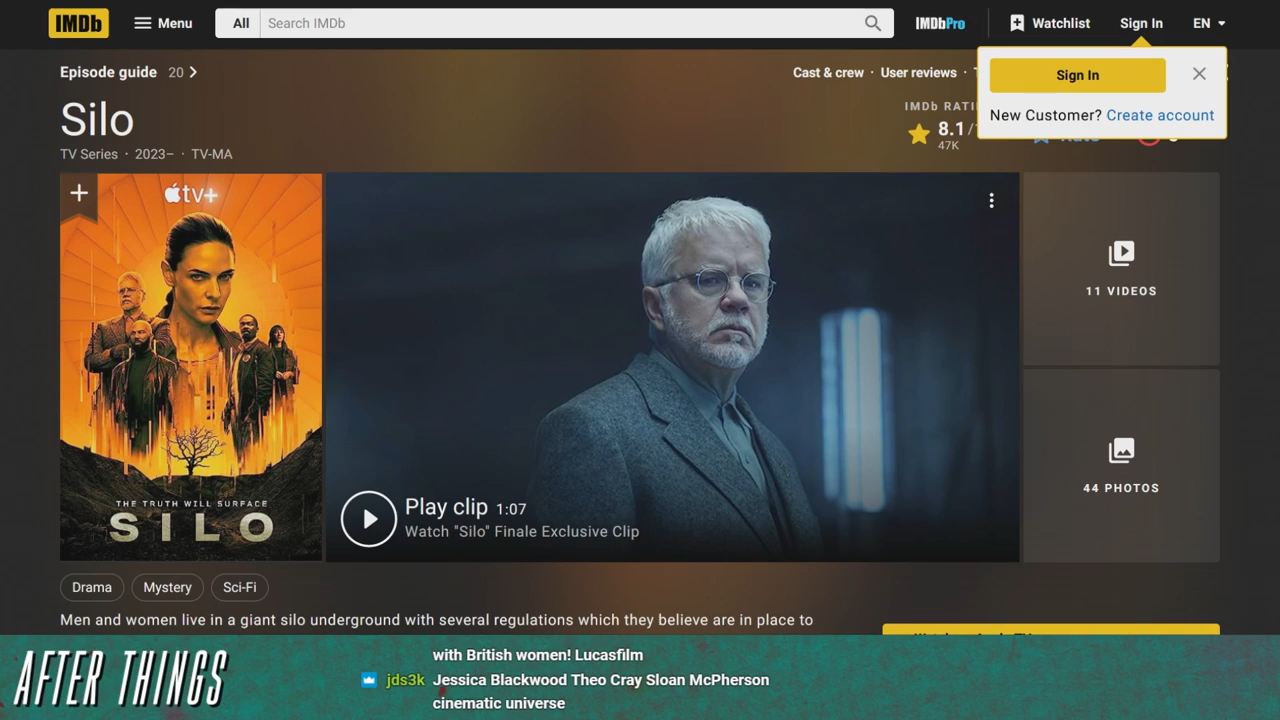 IMDb
Menu
All
Search IMDb
IMDbPro
Watchlist
Sign In
EN
Episode guide 20
Cast & crew · User reviews ·
Sign In
New Customer? Create account
Silo
TV Series · 2023– · TV-MA
8.1
47K
tv+
THE TRUTH WILL SURFACE
SILO
Play clip 1:07
Watch "Silo" Finale Exclusive Clip
11 VIDEOS
44 PHOTOS
Drama
Mystery
Sci-Fi
Men and women live in a giant silo underground with several regulations which they believe are in place to
AFTER THINGS
with British women! Lucasfilm
jds3k Jessica Blackwood Theo Cray Sloan McPherson
cinematic universe